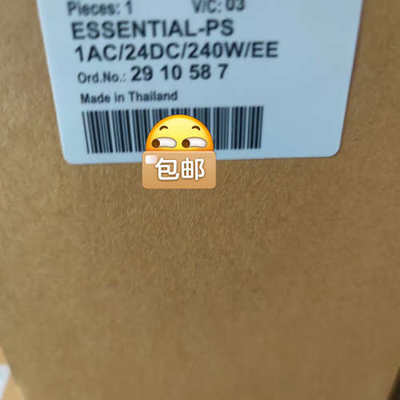 Pieces: 1 V/C: 03
ESSENTIAL-PS
1AC/24DC/240W/EE
Ord.No.: 29 10 58 7
Made in Thailand
包邮